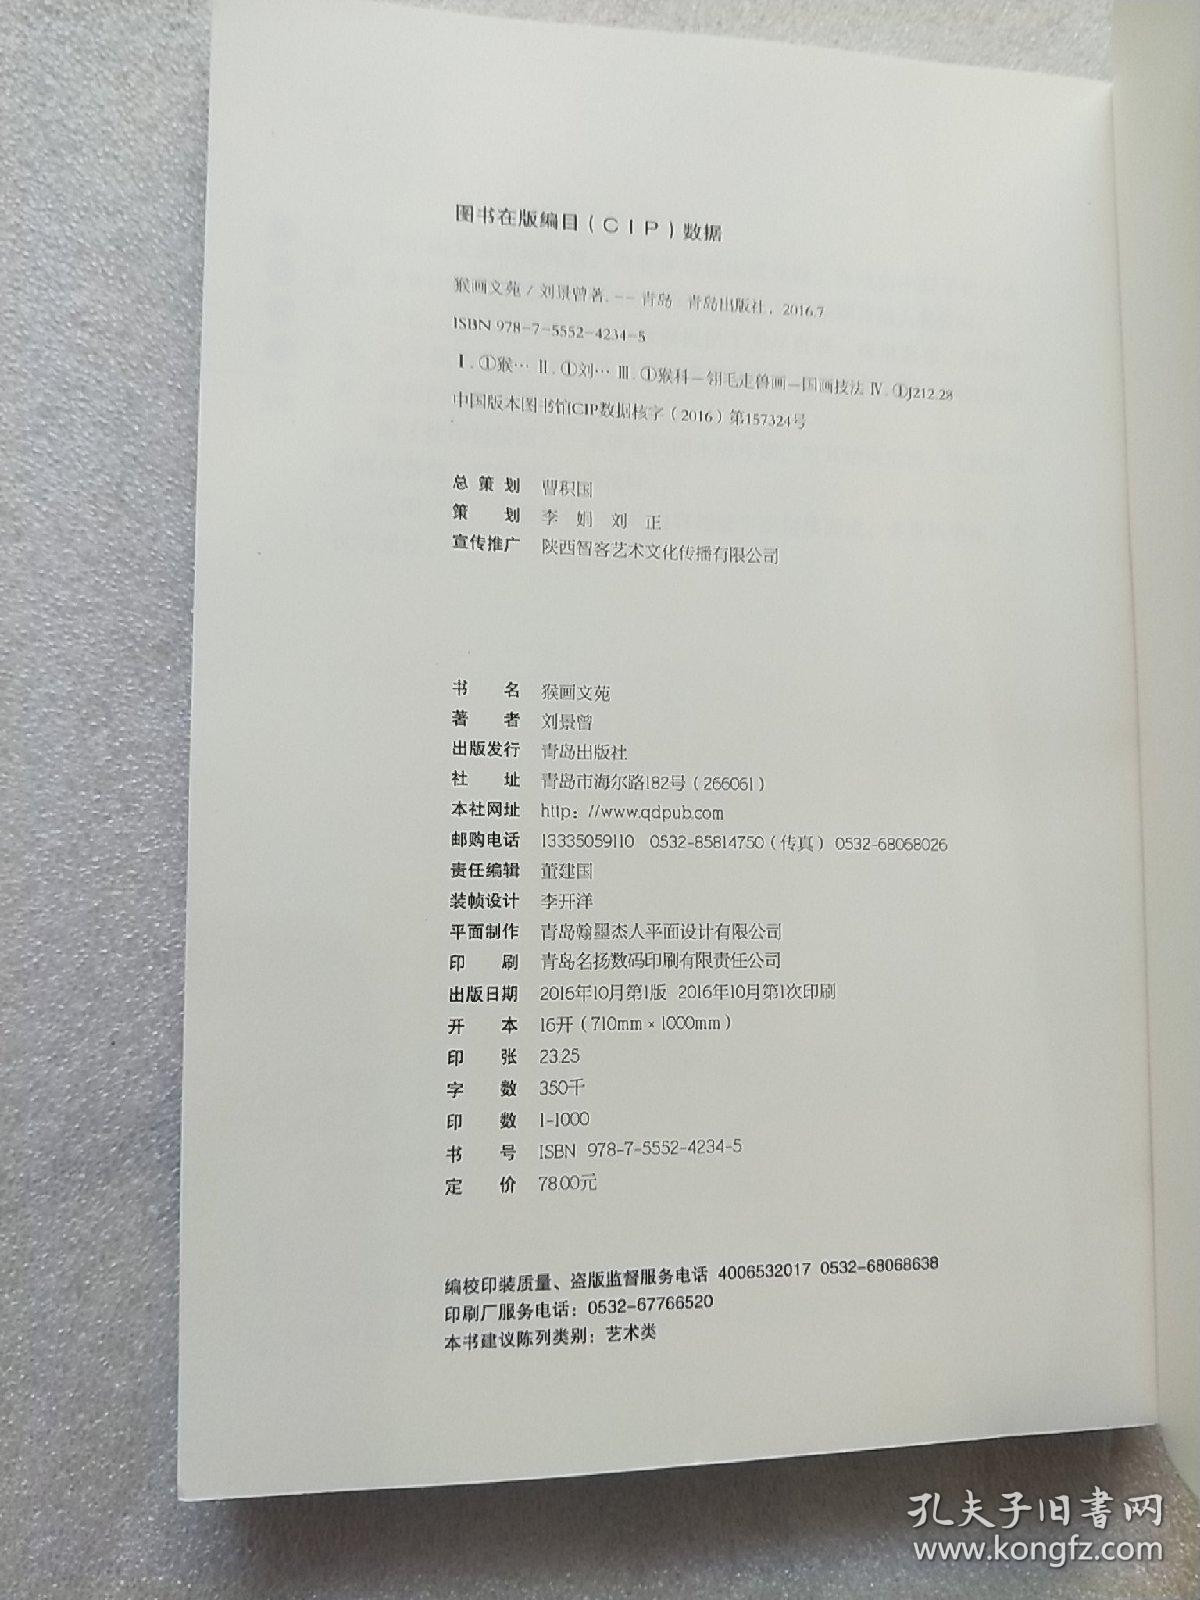 图书在版编目（CIP）数据
猴画文苑 / 刘景曾著. -- 青岛 青岛出版社, 2016.7
ISBN 978-7-5552-4234-5
Ⅰ. ①猴… Ⅱ. ①刘… Ⅲ. ①猴科—翎毛走兽画—国画技法 Ⅳ. ①J212.28
中国版本图书馆CIP数据核字（2016）第157324号
总策划 曹积国
策划 李娟 刘正
宣传推广 陕西智客艺术文化传播有限公司
书名 猴画文苑
著者 刘景曾
出版发行 青岛出版社
社址 青岛市海尔路182号（266061）
本社网址 http：//www.qdpub.com
邮购电话 13335059110 0532-85814750（传真）0532-68068026
责任编辑 董建国
装帧设计 李开洋
平面制作 青岛翰墨杰人平面设计有限公司
印刷 青岛名扬数码印刷有限责任公司
出版日期 2016年10月第1版 2016年10月第1次印刷
开本 16开（710mm×1000mm）
印张 23.25
字数 350千
印数 1-1000
书号 ISBN 978-7-5552-4234-5
定价 78.00元
编校印装质量、盗版监督服务电话 4006532017 0532-68068638
印刷厂服务电话：0532-67766520
本书建议陈列类别：艺术类
孔夫子旧书网
www.kongfz.com